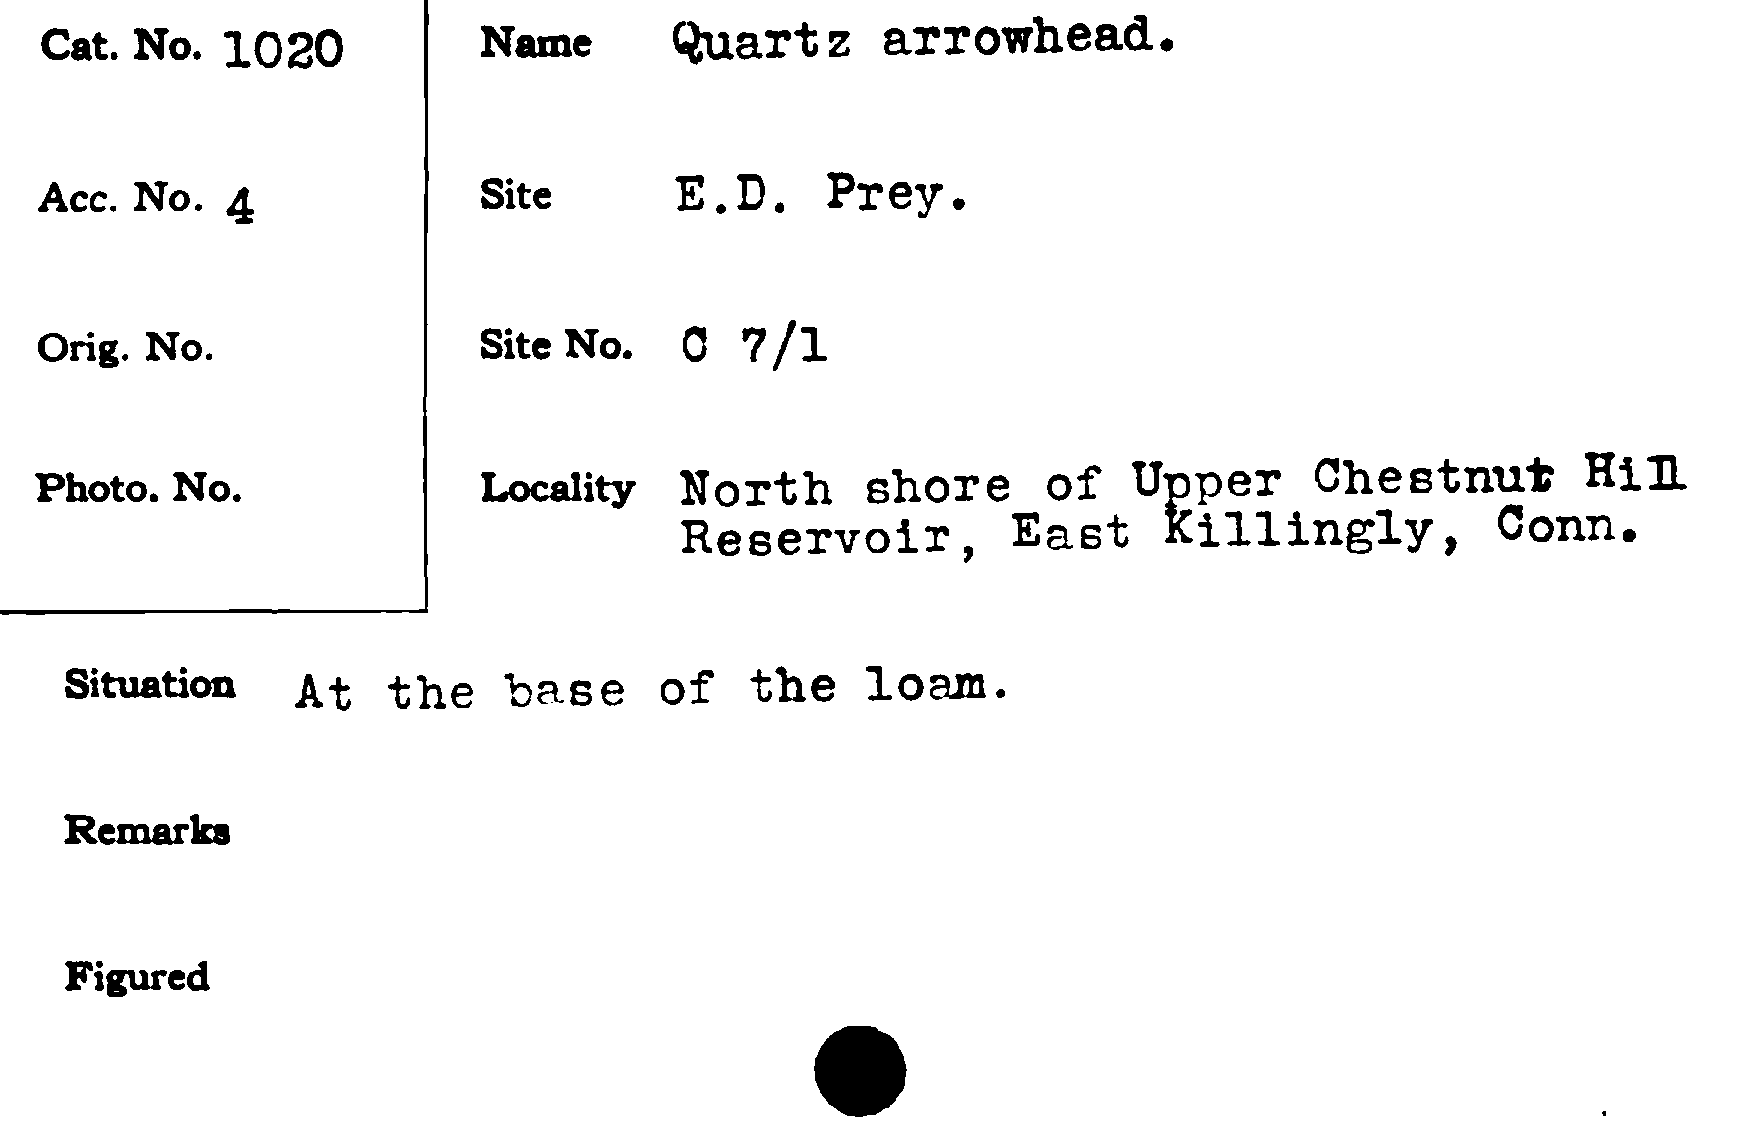 Cat. No. 1020
Name Quartz arrowhead.
Acc. No. 4
Site E.D. Prey.
Orig. No.
Site No. C 7/1
Photo. No.
Locality North shore of Upper Chestnut Hill
Reservoir, East Killingly, Conn.
Situation At the base of the loam.
Remarks
Figured